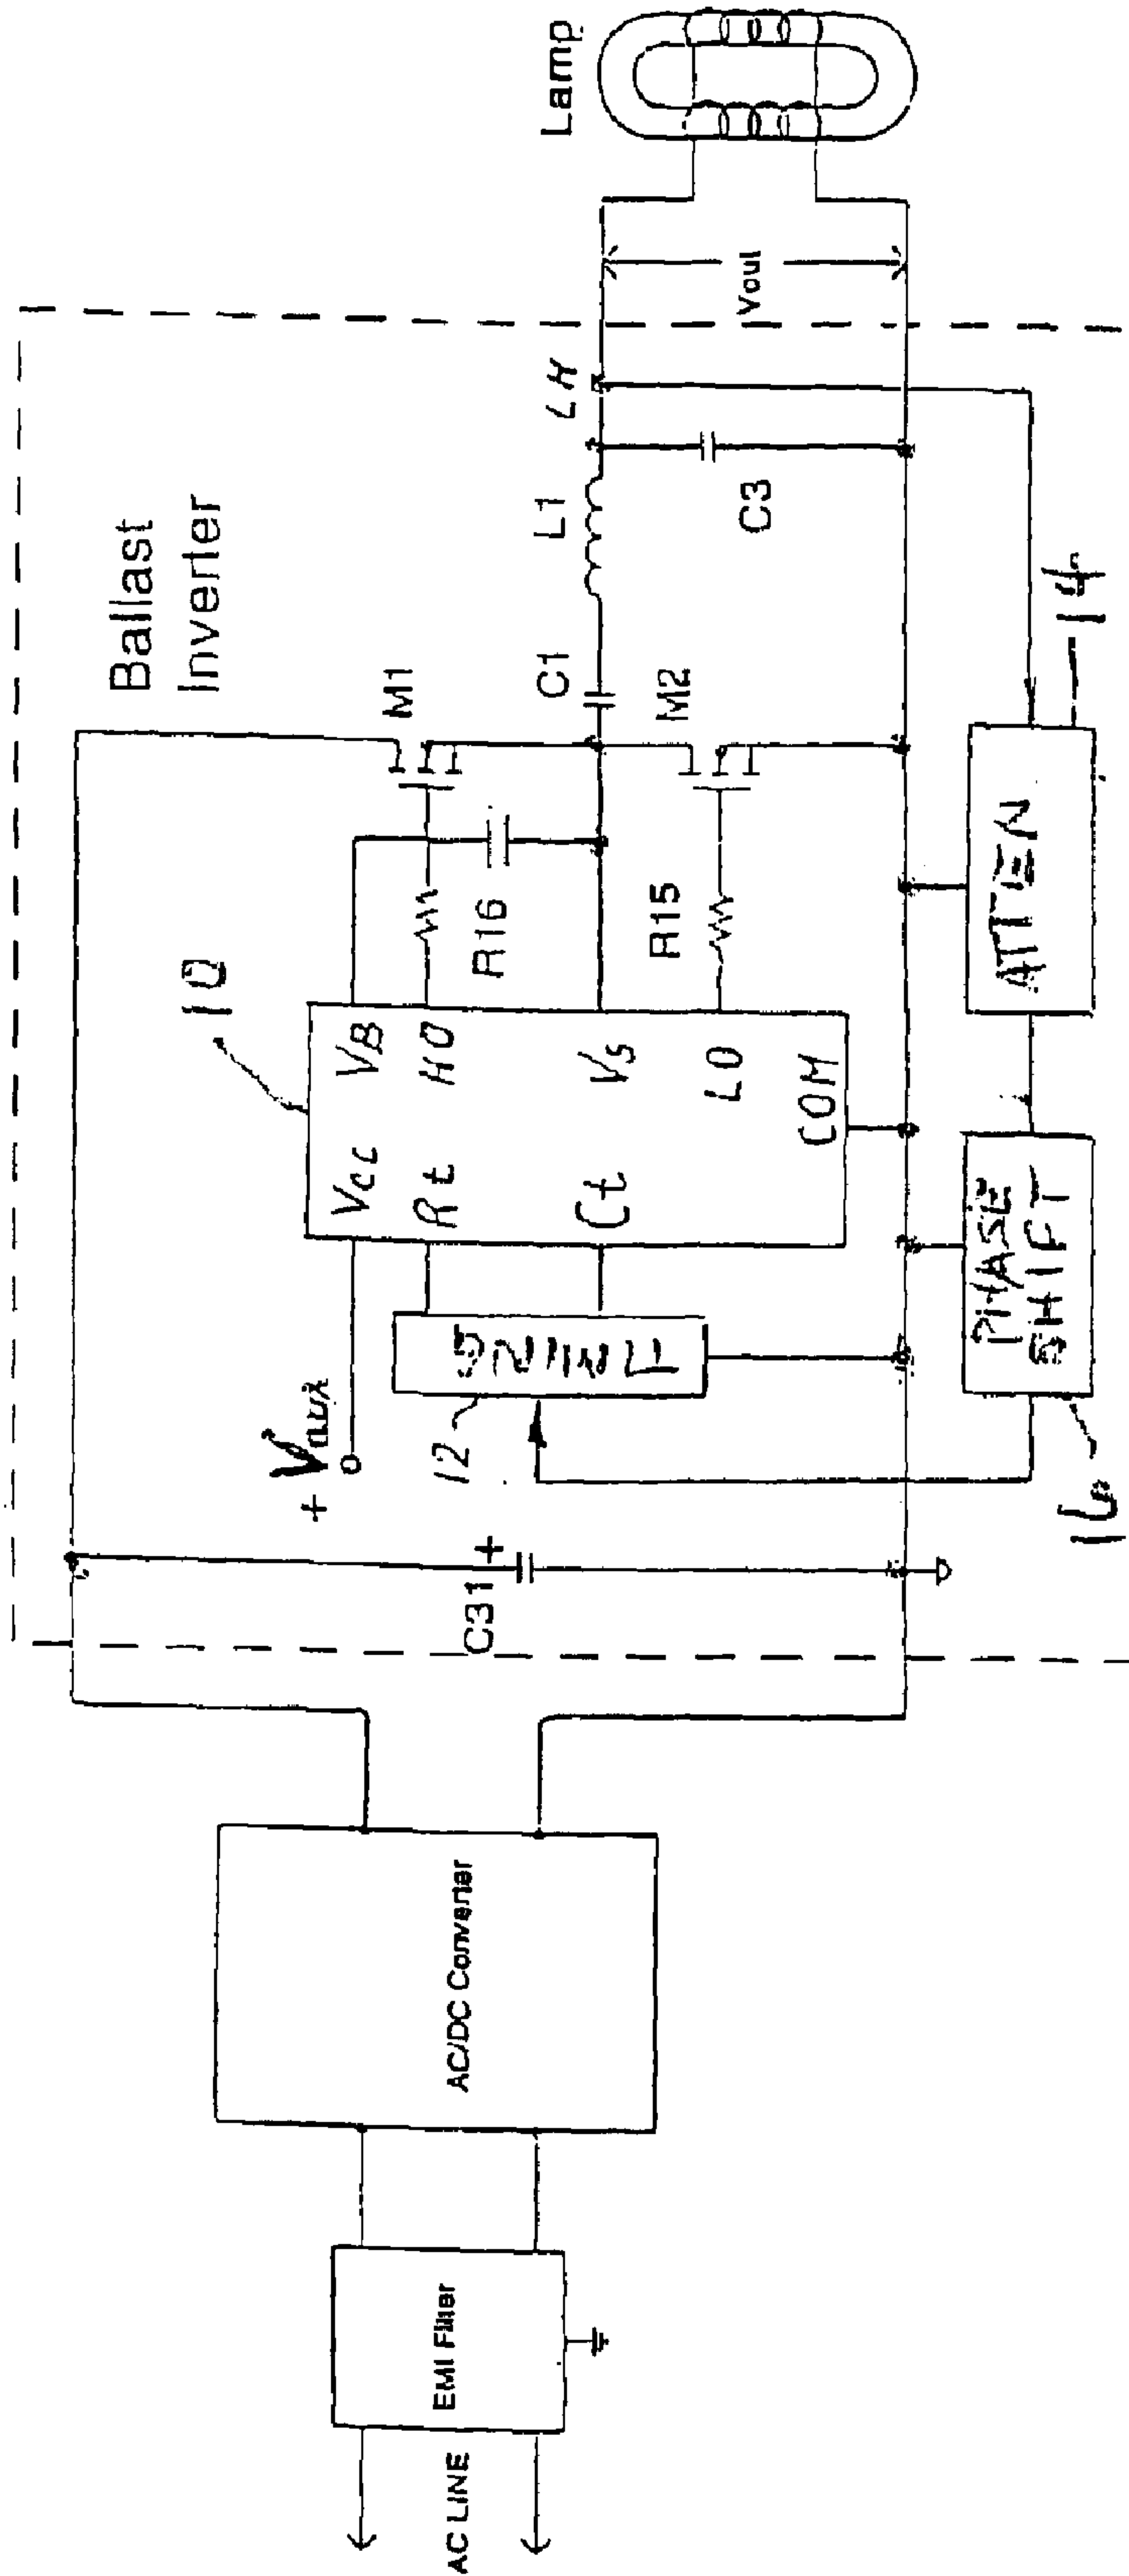 AC LINE
EMI Filter
AC/DC Converter
Ballast
Inverter
C31
+
+ Vaux
12
TIMING
10
Vcc
VB
Rt
HO
Ct
Vs
LO
COM
R16
R15
M1
M2
C1
L1
C3
LH
Vout
Lamp
PHASE
SHIFT
16
ATTEN
14